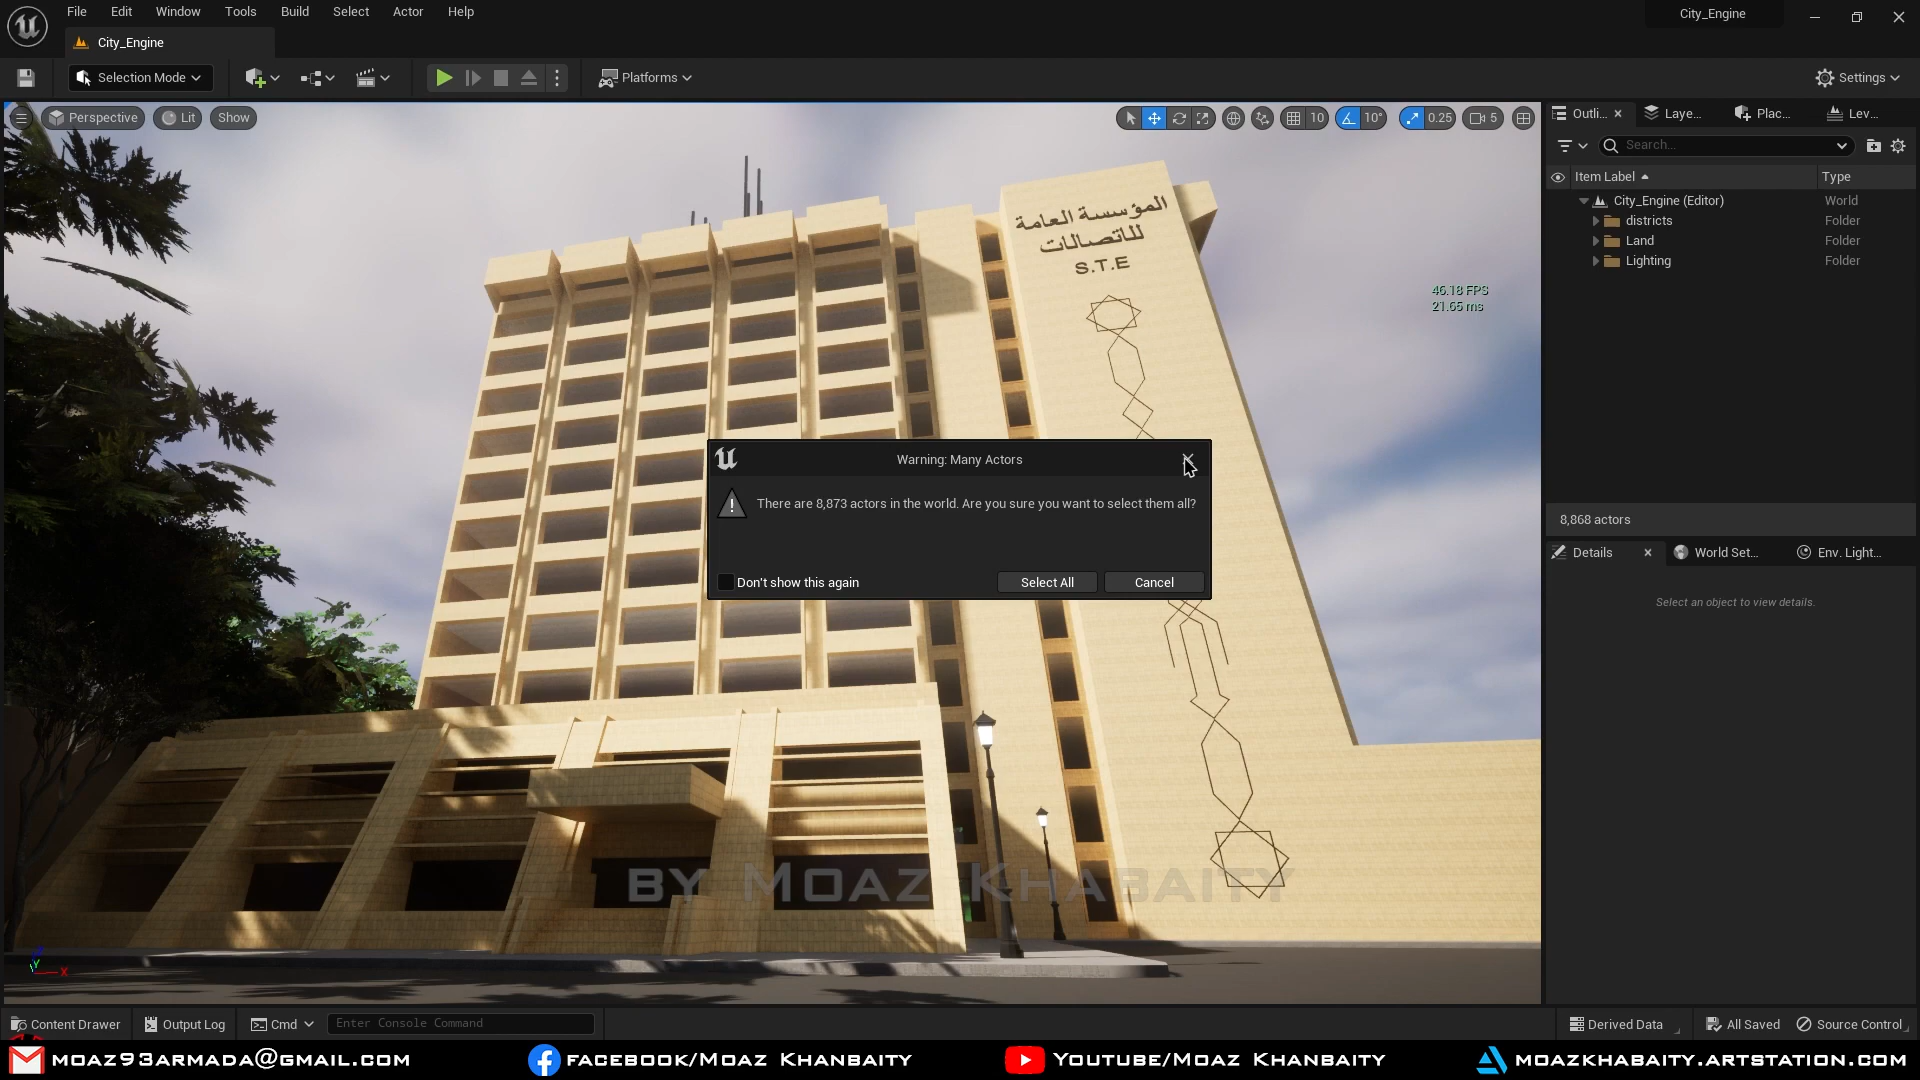 File Edit Window Tools Build Select Actor Help
City_Engine
City_Engine
Selection Mode
Platforms
Settings
Perspective
Lit
Show
10
10°
0.25
5
Outli...
Laye...
Plac...
Lev...
Search...
Item Label
Type
City_Engine (Editor)
World
districts
Folder
Land
Folder
Lighting
Folder
المؤسسة العامة
للاتصالات
S.T.E
46.18 FPS
21.65 ms
Warning: Many Actors
There are 8,873 actors in the world. Are you sure you want to select them all?
Don't show this again
Select All
Cancel
8,868 actors
Details
World Set...
Env. Light...
Select an object to view details.
by Moaz Khabaity
Y
X
Content Drawer
Output Log
Cmd
Enter Console Command
Derived Data
All Saved
Source Control
moaz93armada@gmail.com
facebook/Moaz Khanbaity
Youtube/Moaz Khanbaity
moazkhabaity.artstation.com